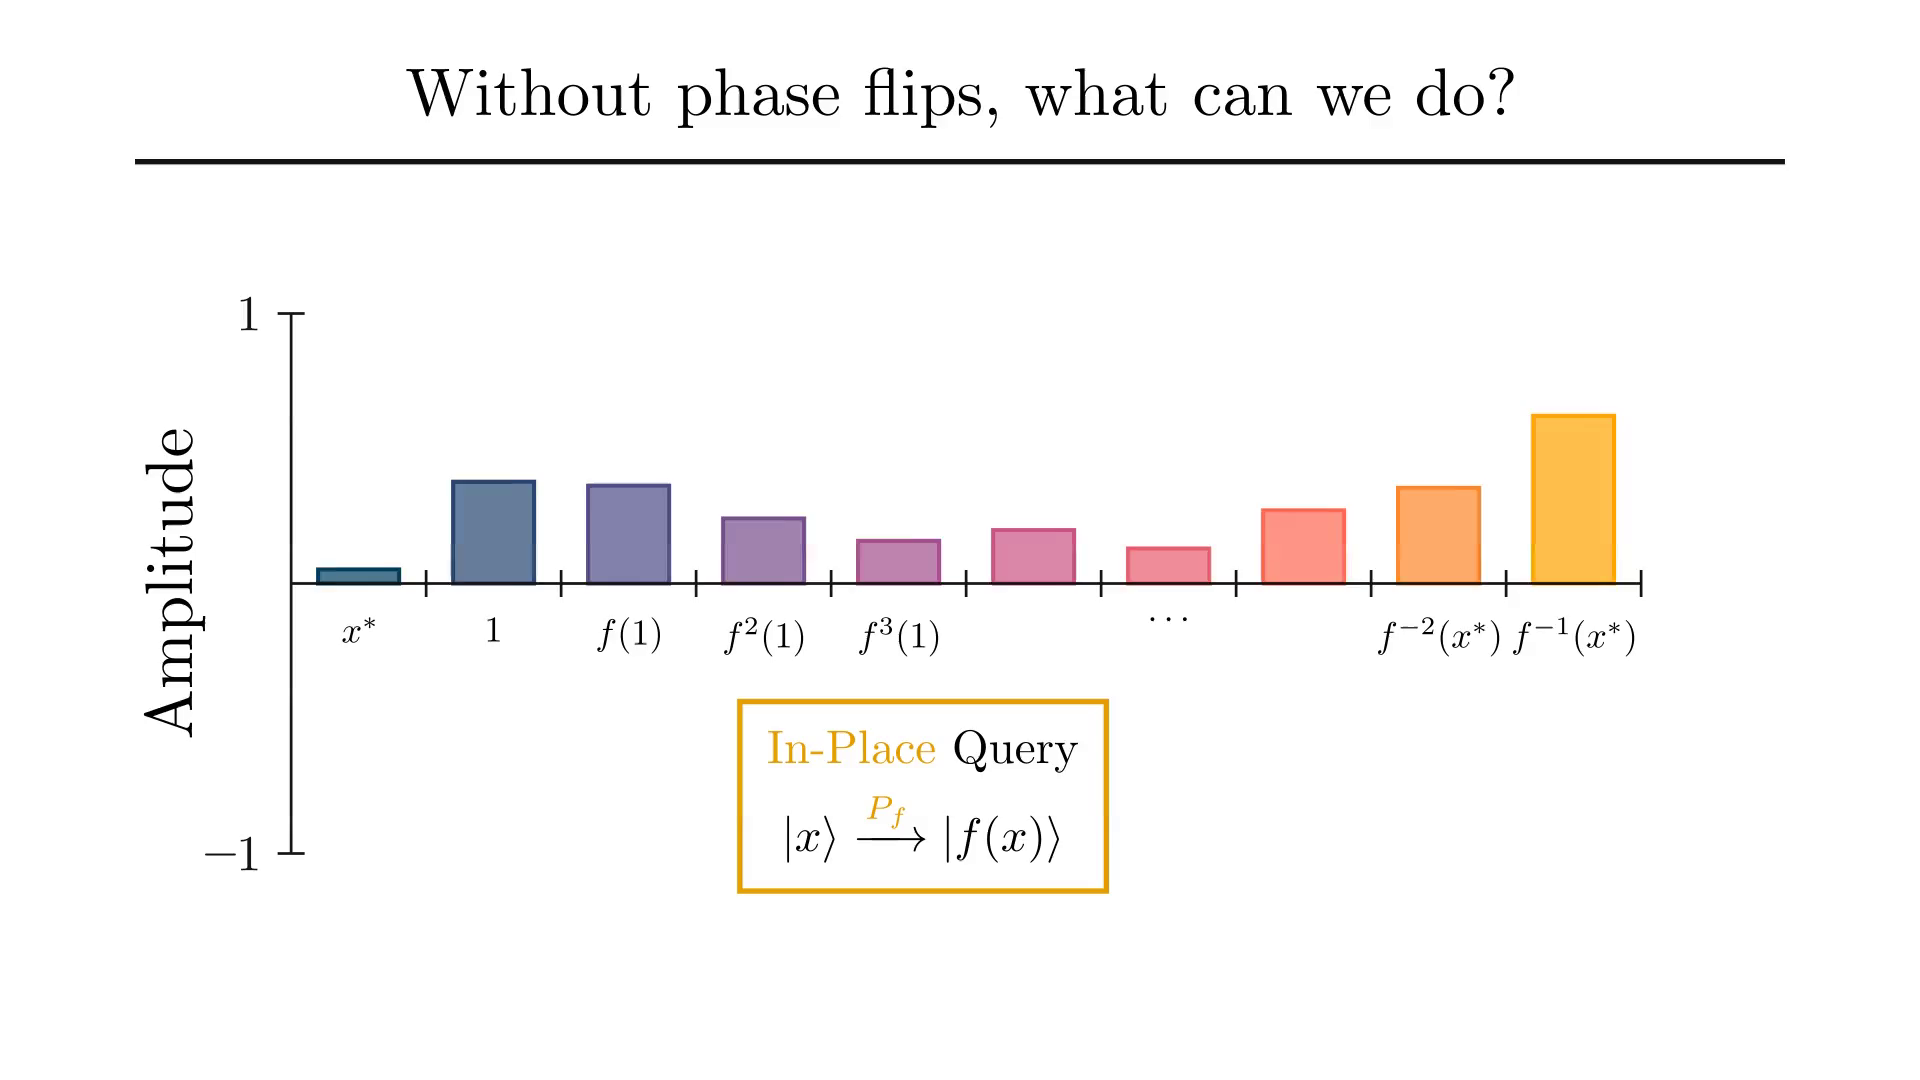 Without phase flips, what can we do?
1
Amplitude
x* 1 f(1) f²(1) f³(1) ··· f⁻²(x*) f⁻¹(x*)
−1
In-Place Query
|x⟩ —P_f→ |f(x)⟩